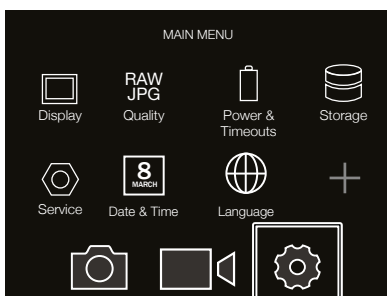 MAIN MENU
RAW
JPG
Display
Quality
Power &
Timeouts
Storage
8
MARCH
Service
Date & Time
Language